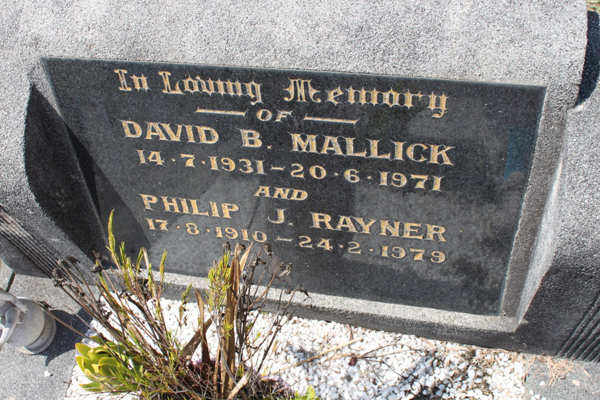 In Loving Memory
OF
DAVID B. MALLICK
14·7·1931-20·6·1971
AND
PHILIP J. RAYNER
17·8·1910-24·2·1979